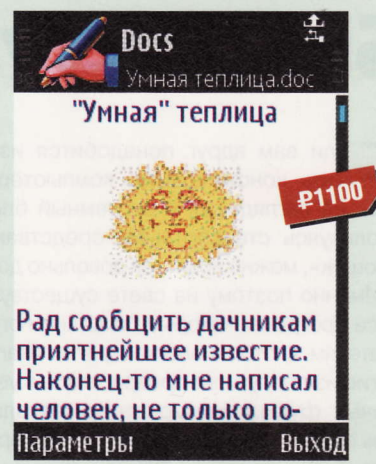 Docs
Умная теплица.doc
"Умная" теплица
₽1100
Рад сообщить дачникам
приятнейшее известие.
Наконец-то мне написал
человек, не только по-
Параметры
Выход